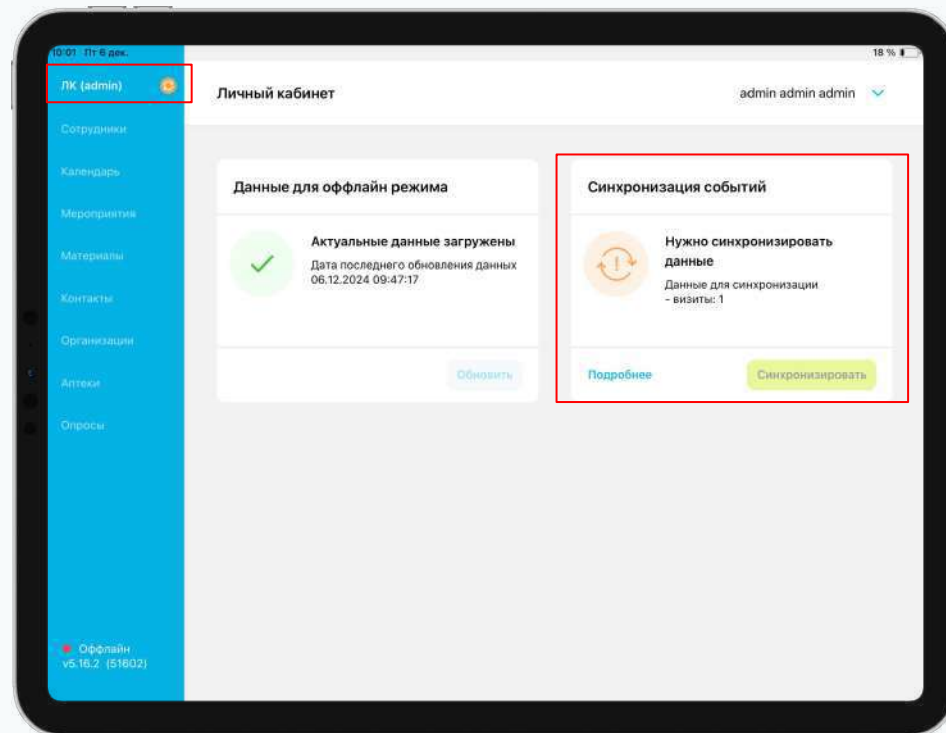 10:01 Пт 6 дек.
18 %
ЛК (admin)
Сотрудники
Календарь
Мероприятия
Материалы
Контакты
Организации
Аптеки
Опросы
Оффлайн
v5.16.2 (51602)
Личный кабинет
admin admin admin
Данные для оффлайн режима
Актуальные данные загружены
Дата последнего обновления данных
06.12.2024 09:47:17
Обновить
Синхронизация событий
Нужно синхронизировать
данные
Данные для синхронизации
- визиты: 1
Подробнее
Синхронизировать